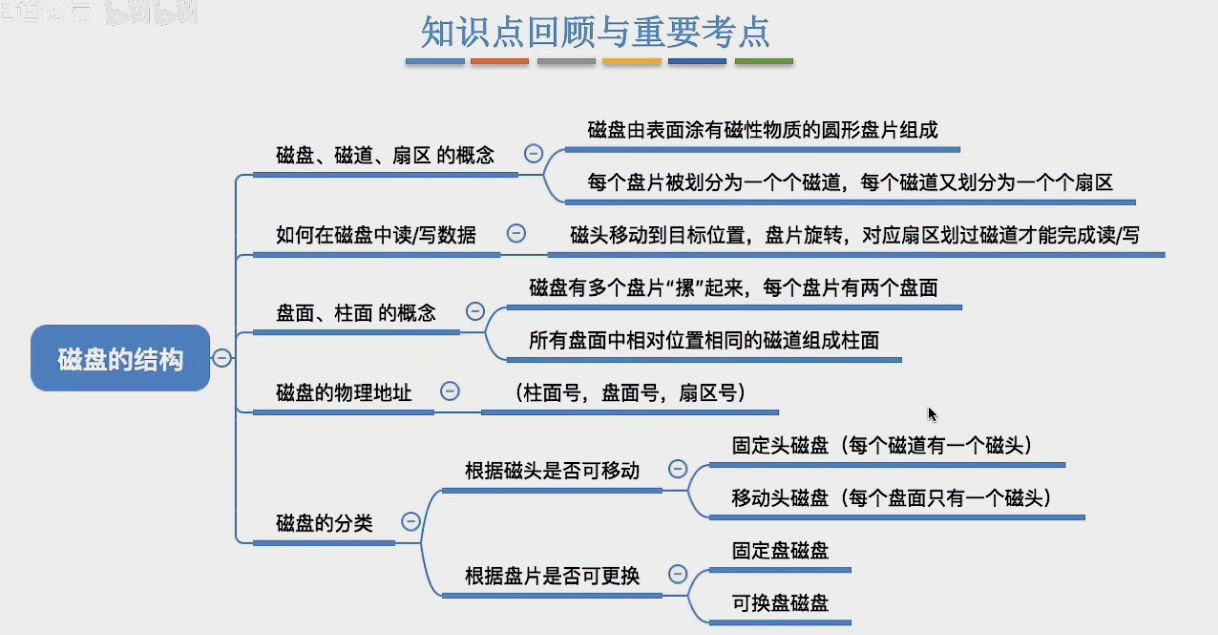 bilibili
知识点回顾与重要考点
磁盘、磁道、扇区 的概念
磁盘由表面涂有磁性物质的圆形盘片组成
每个盘片被划分为一个个磁道，每个磁道又划分为一个个扇区
如何在磁盘中读/写数据
磁头移动到目标位置，盘片旋转，对应扇区划过磁道才能完成读/写
盘面、柱面 的概念
磁盘有多个盘片“摞”起来，每个盘片有两个盘面
所有盘面中相对位置相同的磁道组成柱面
磁盘的结构
磁盘的物理地址
（柱面号，盘面号，扇区号）
磁盘的分类
根据磁头是否可移动
固定头磁盘（每个磁道有一个磁头）
移动头磁盘（每个盘面只有一个磁头）
根据盘片是否可更换
固定盘磁盘
可换盘磁盘